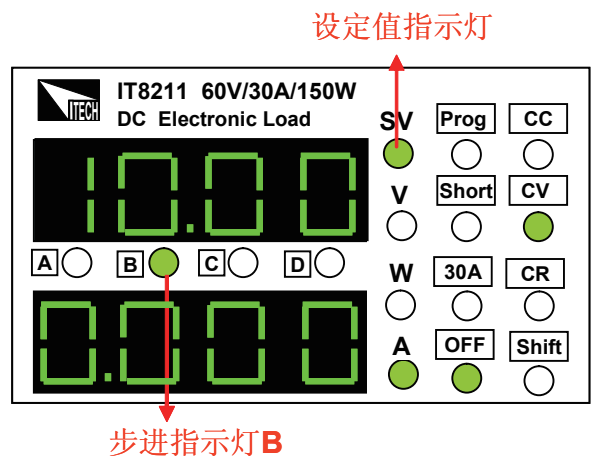 设定值指示灯
ITECH IT8211 60V/30A/150W
DC Electronic Load
SV Prog CC
10.00
V Short CV
A B C D
W 30A CR
0.000
A OFF Shift
步进指示灯B